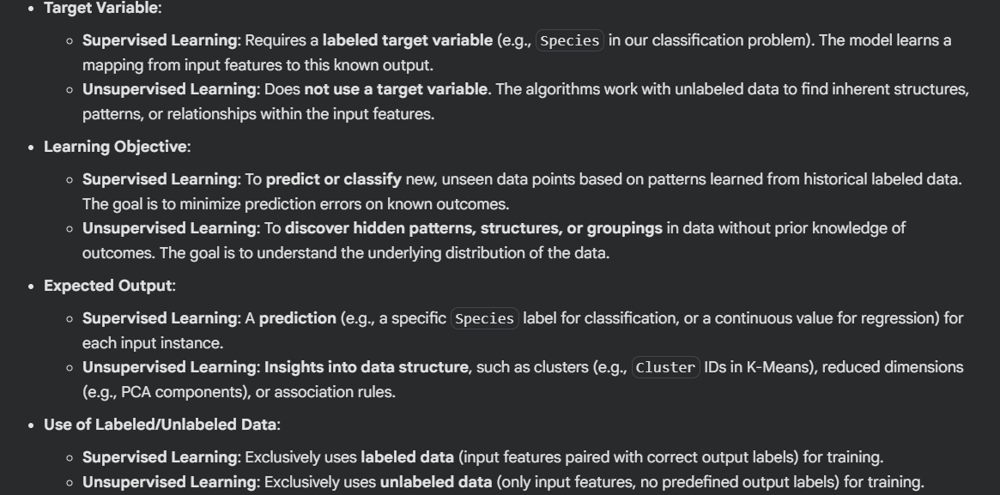 Target Variable:
Supervised Learning: Requires a labeled target variable (e.g., Species in our classification problem). The model learns a
mapping from input features to this known output.
Unsupervised Learning: Does not use a target variable. The algorithms work with unlabeled data to find inherent structures,
patterns, or relationships within the input features.
Learning Objective:
Supervised Learning: To predict or classify new, unseen data points based on patterns learned from historical labeled data.
The goal is to minimize prediction errors on known outcomes.
Unsupervised Learning: To discover hidden patterns, structures, or groupings in data without prior knowledge of
outcomes. The goal is to understand the underlying distribution of the data.
Expected Output:
Supervised Learning: A prediction (e.g., a specific Species label for classification, or a continuous value for regression) for
each input instance.
Unsupervised Learning: Insights into data structure, such as clusters (e.g., Cluster IDs in K-Means), reduced dimensions
(e.g., PCA components), or association rules.
Use of Labeled/Unlabeled Data:
Supervised Learning: Exclusively uses labeled data (input features paired with correct output labels) for training.
Unsupervised Learning: Exclusively uses unlabeled data (only input features, no predefined output labels) for training.